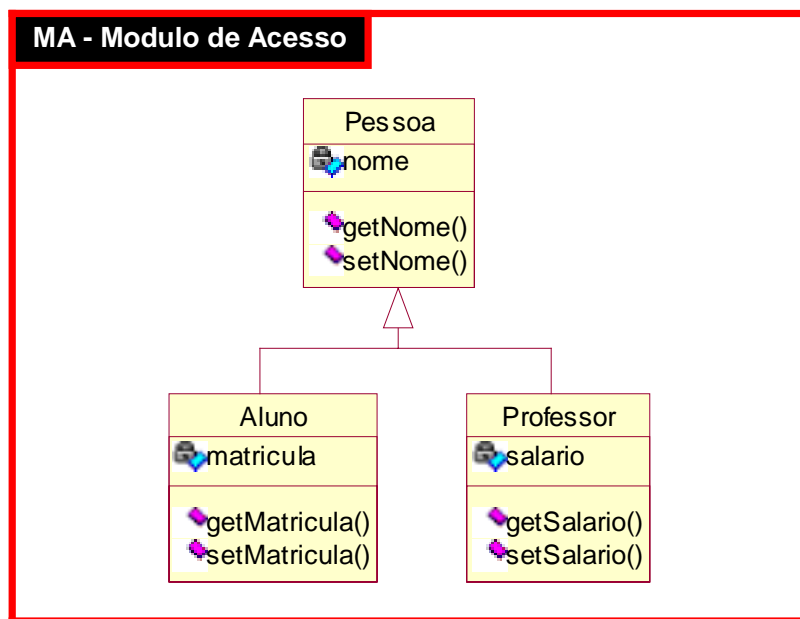 MA - Modulo de Acesso
Pessoa
nome
getNome()
setNome()
Aluno
matricula
getMatricula()
setMatricula()
Professor
salario
getSalario()
setSalario()